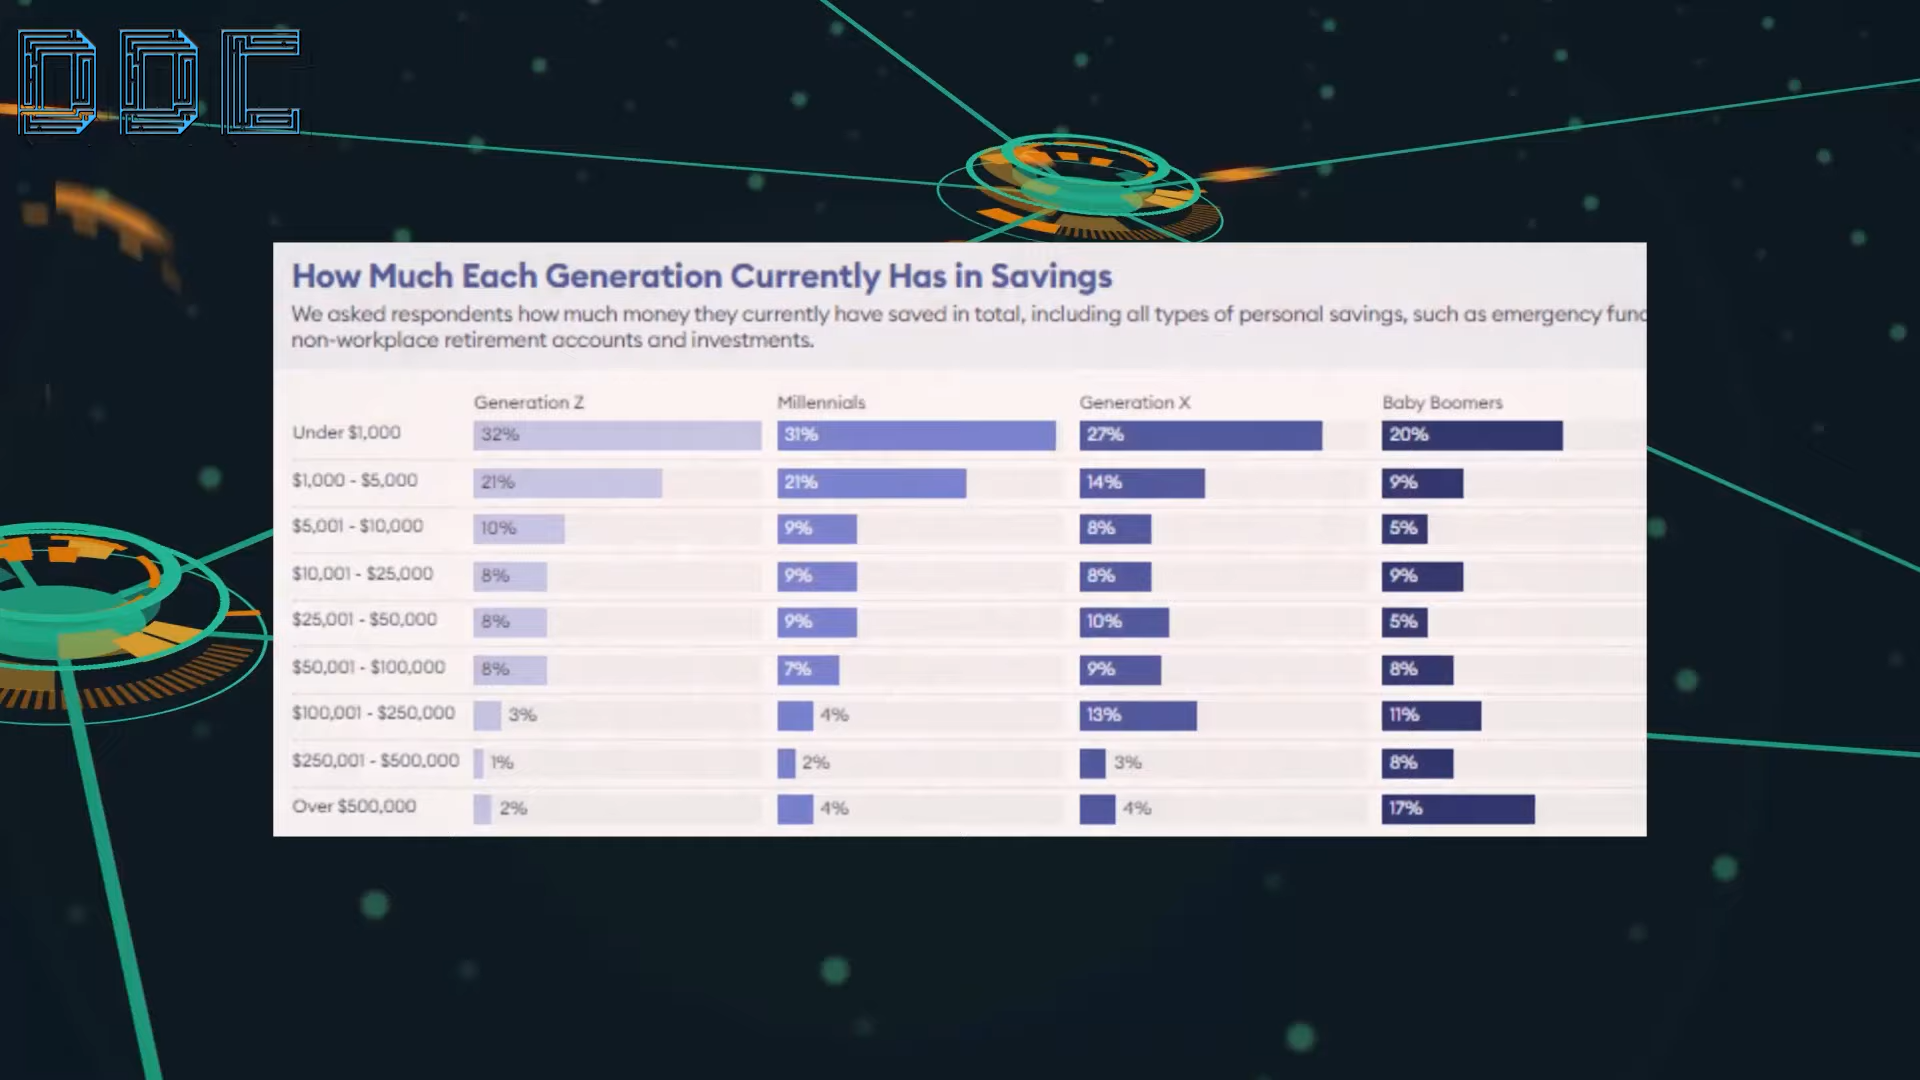 DDC
How Much Each Generation Currently Has in Savings
We asked respondents how much money they currently have saved in total, including all types of personal savings, such as emergency
non-workplace retirement accounts and investments.
Generation Z Millennials Generation X Baby Boomers
Under $1,000 32% 31% 27% 20%
$1,000 - $5,000 21% 21% 14% 9%
$5,001 - $10,000 10% 9% 8% 5%
$10,001 - $25,000 8% 9% 8% 9%
$25,001 - $50,000 8% 9% 10% 5%
$50,001 - $100,000 8% 7% 9% 8%
$100,001 - $250,000 3% 4% 13% 11%
$250,001 - $500,000 1% 2% 3% 8%
Over $500,000 2% 4% 4% 17%